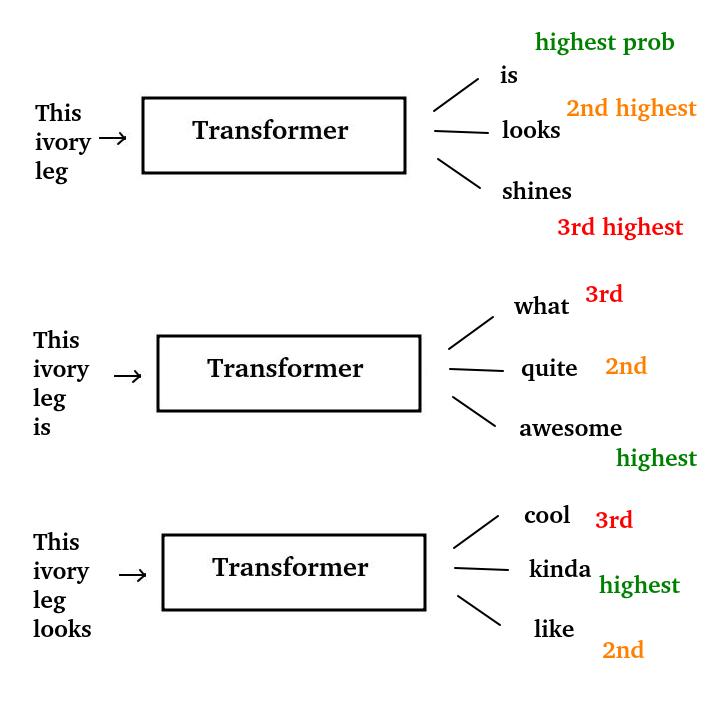 highest prob
is
This
ivory
leg
Transformer
2nd highest
looks
shines
3rd highest
what
3rd
This
ivory
leg
is
Transformer
quite
2nd
awesome
highest
cool
3rd
This
ivory
leg
looks
Transformer
kinda
highest
like
2nd